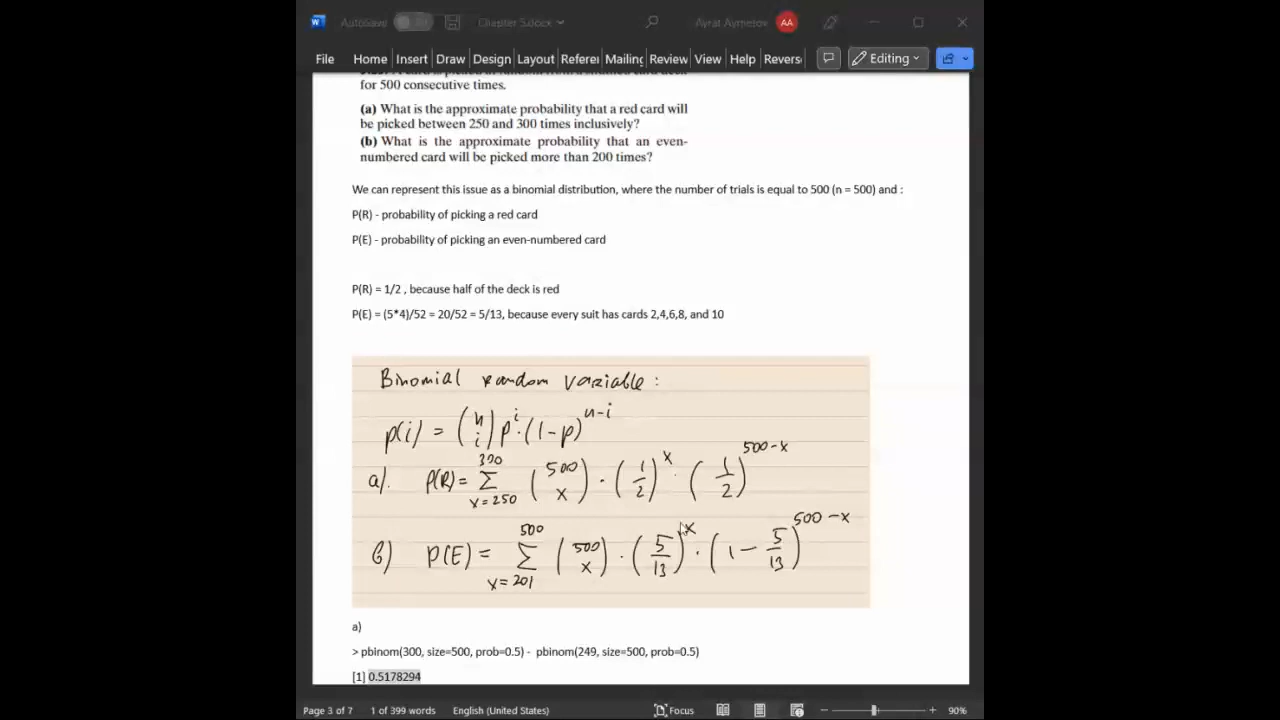 AutoSave
Chapter 5.docx
Ayrat Aymetov
AA
File Home Insert Draw Design Layout Referei Mailing Review View Help Revers
Editing
for 500 consecutive times.
(a) What is the approximate probability that a red card will
be picked between 250 and 300 times inclusively?
(b) What is the approximate probability that an even-
numbered card will be picked more than 200 times?
We can represent this issue as a binomial distribution, where the number of trials is equal to 500 (n = 500) and :
P(R) - probability of picking a red card
P(E) - probability of picking an even-numbered card
P(R) = 1/2 , because half of the deck is red
P(E) = (5*4)/52 = 20/52 = 5/13, because every suit has cards 2,4,6,8, and 10
Binomial random variable :
p(i) = (n i) p^i · (1-p)^n-i
a). P(R) = Σ x=250 300 (500 x) · (1/2)^x · (1/2)^500-x
б) P(E) = Σ x=201 500 (500 x) · (5/13)^x · (1 - 5/13)^500-x
a)
> pbinom(300, size=500, prob=0.5) - pbinom(249, size=500, prob=0.5)
[1] 0.5178294
Page 3 of 7 1 of 399 words English (United States) Focus 90%